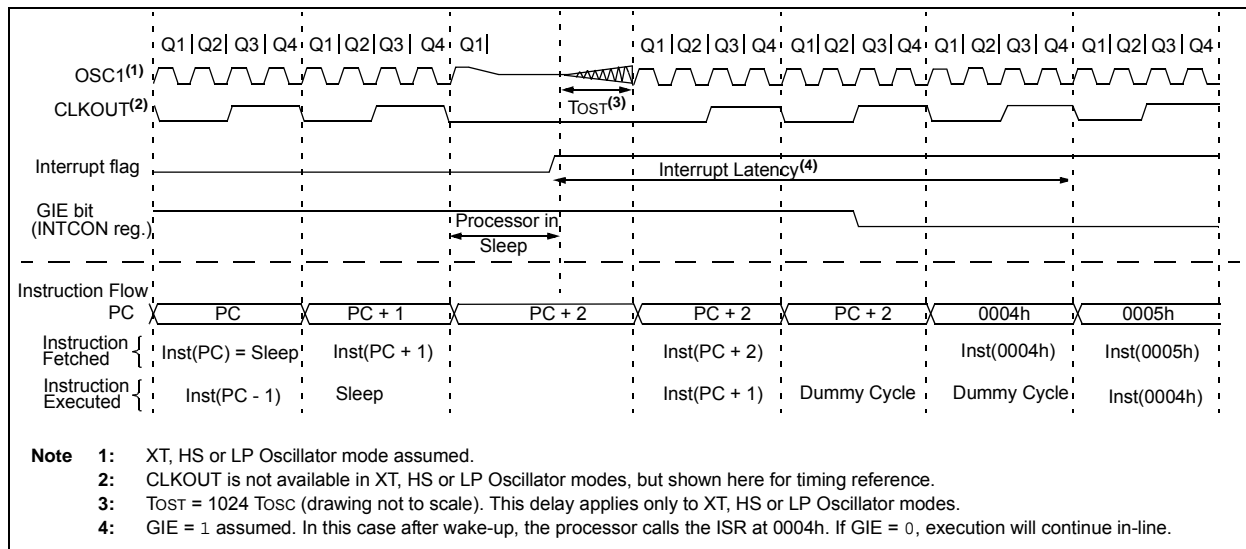 Q1 Q2 Q3 Q4 Q1 Q2 Q3 Q4 Q1 Q1 Q2 Q3 Q4 Q1 Q2 Q3 Q4 Q1 Q2 Q3 Q4 Q1 Q2 Q3 Q4
OSC1(1)
TOST(3)
CLKOUT(2)
Interrupt flag
Interrupt Latency(4)
GIE bit
(INTCON reg.)
Processor in
Sleep
Instruction Flow
PC PC PC + 1 PC + 2 PC + 2 PC + 2 0004h 0005h
Instruction
Fetched { Inst(PC) = Sleep Inst(PC + 1) Inst(PC + 2) Inst(0004h) Inst(0005h)
Instruction
Executed { Inst(PC - 1) Sleep Inst(PC + 1) Dummy Cycle Dummy Cycle Inst(0004h)
Note 1: XT, HS or LP Oscillator mode assumed.
2: CLKOUT is not available in XT, HS or LP Oscillator modes, but shown here for timing reference.
3: TOST = 1024 TOSC (drawing not to scale). This delay applies only to XT, HS or LP Oscillator modes.
4: GIE = 1 assumed. In this case after wake-up, the processor calls the ISR at 0004h. If GIE = 0, execution will continue in-line.